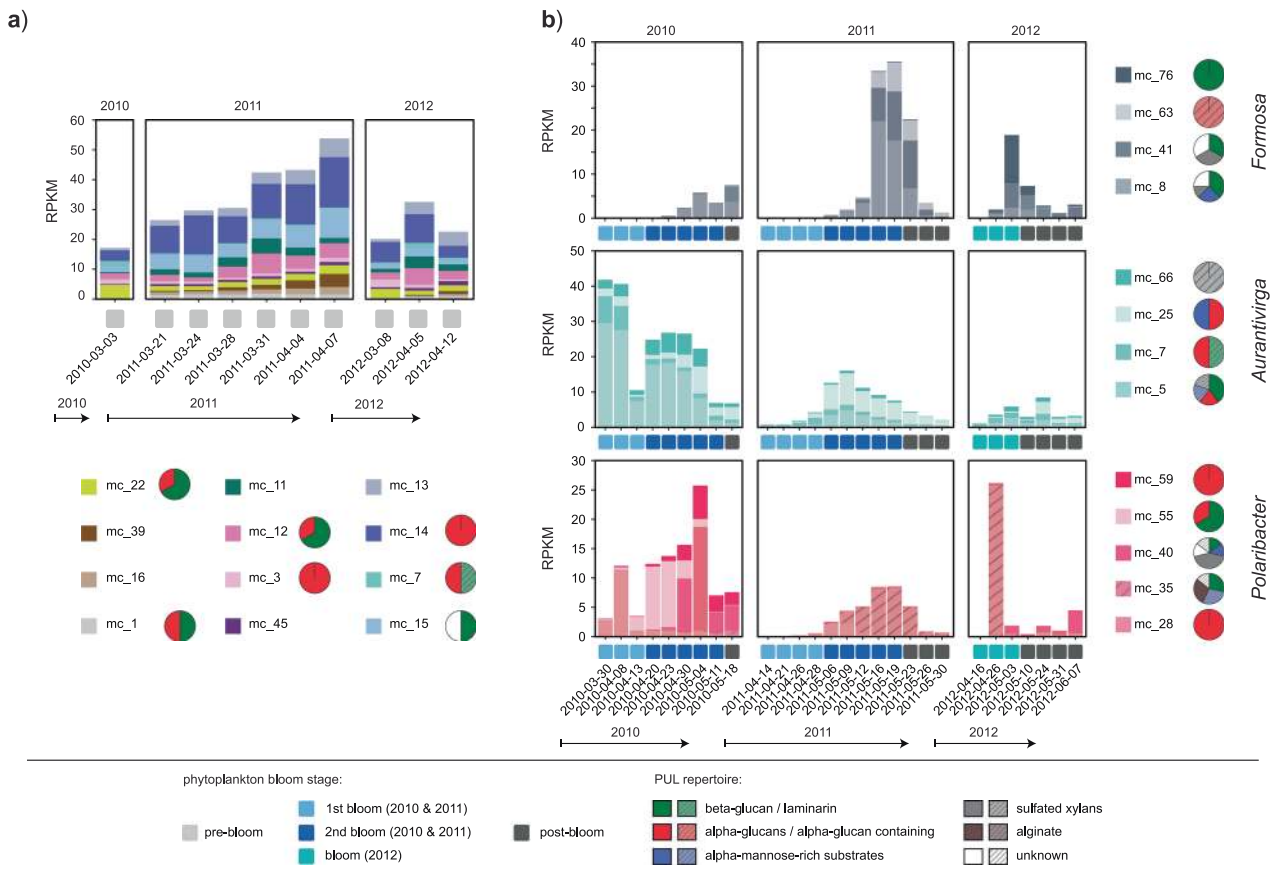 a)
2010
2011
2012
RPKM
60
50
40
30
20
10
0
2010-03-03
2011-03-21
2011-03-24
2011-03-28
2011-03-31
2011-04-04
2011-04-07
2012-03-08
2012-04-05
2012-04-12
2010
2011
2012
mc_22
mc_11
mc_13
mc_39
mc_12
mc_14
mc_16
mc_3
mc_7
mc_1
mc_45
mc_15
b)
2010
2011
2012
RPKM
40
30
20
10
0
mc_76
mc_63
mc_41
mc_8
Formosa
RPKM
50
40
30
20
10
0
mc_66
mc_25
mc_7
mc_5
Aurantivirga
RPKM
30
25
20
15
10
5
0
mc_59
mc_55
mc_40
mc_35
mc_28
Polaribacter
2010-03-30
2010-04-08
2010-04-13
2010-04-20
2010-04-23
2010-04-30
2010-05-04
2010-05-11
2010-05-18
2011-04-14
2011-04-21
2011-04-26
2011-04-28
2011-05-06
2011-05-09
2011-05-12
2011-05-16
2011-05-19
2011-05-23
2011-05-26
2011-05-30
2012-04-16
2012-04-26
2012-05-03
2012-05-10
2012-05-24
2012-05-31
2012-06-07
2010
2011
2012
phytoplankton bloom stage:
pre-bloom
1st bloom (2010 & 2011)
2nd bloom (2010 & 2011)
bloom (2012)
post-bloom
PUL repertoire:
beta-glucan / laminarin
alpha-glucans / alpha-glucan containing
alpha-mannose-rich substrates
sulfated xylans
alginate
unknown